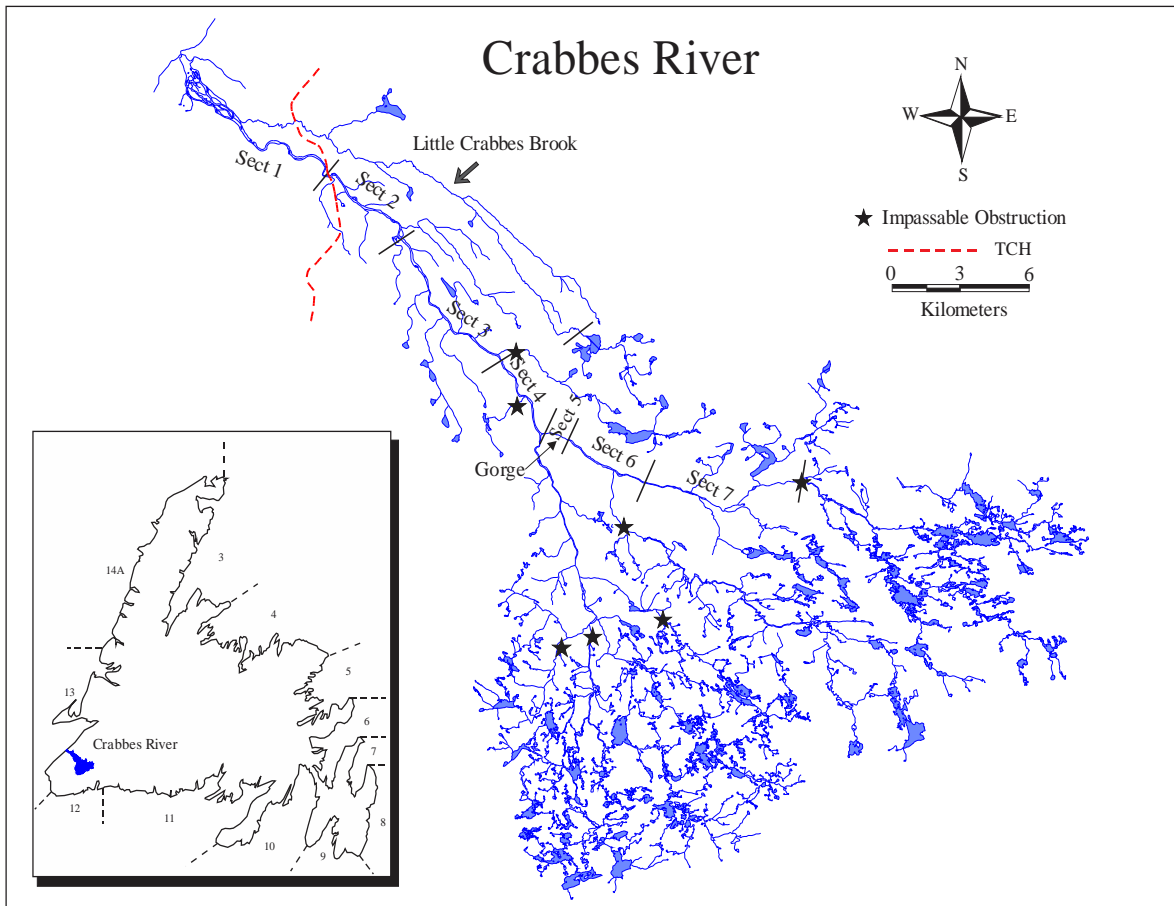 Crabbes River
N
W
E
S
Little Crabbes Brook
Sect 1
Sect 2
Impassable Obstruction
TCH
0 3 6
Kilometers
Sect 3
Sect 4
Sect 5
Sect 6
Gorge
Sect 7
3
14A
4
5
13
6
Crabbes River
7
12
11
8
10
9